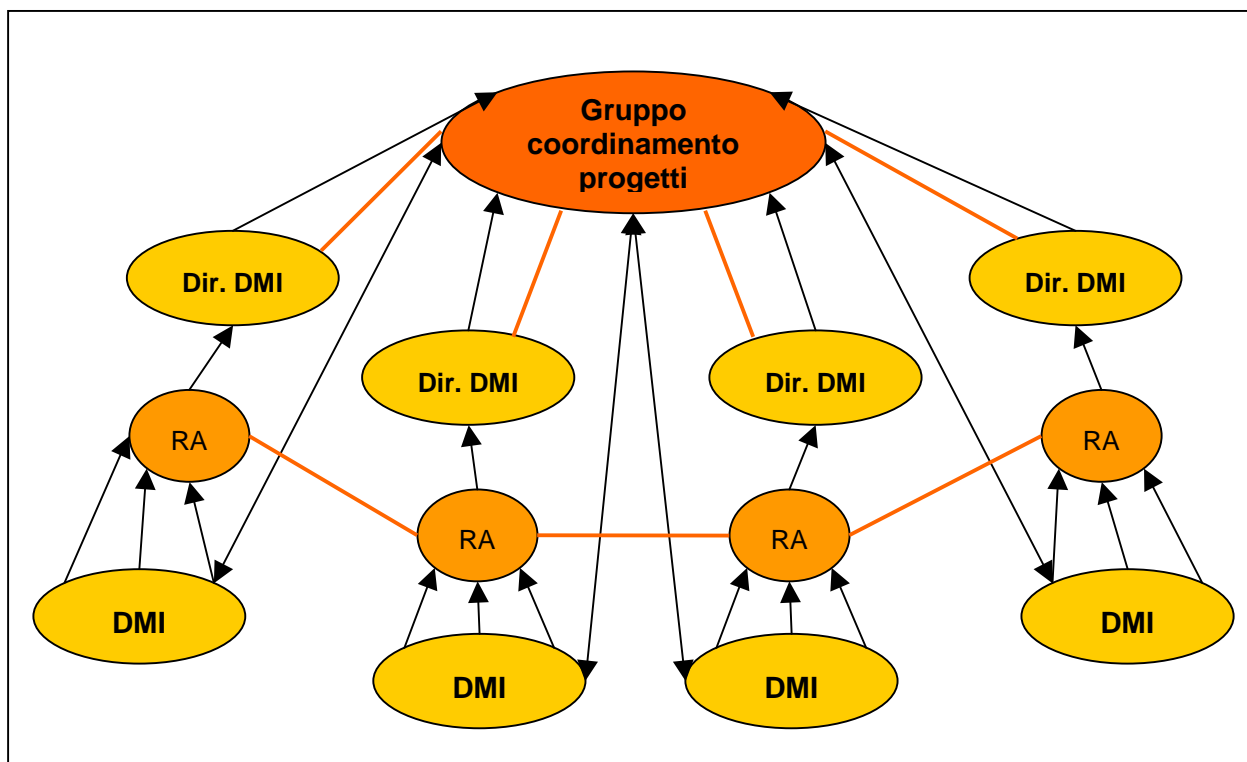 Gruppo
coordinamento
progetti
Dir. DMI
Dir. DMI
Dir. DMI
Dir. DMI
RA
RA
RA
RA
DMI
DMI
DMI
DMI